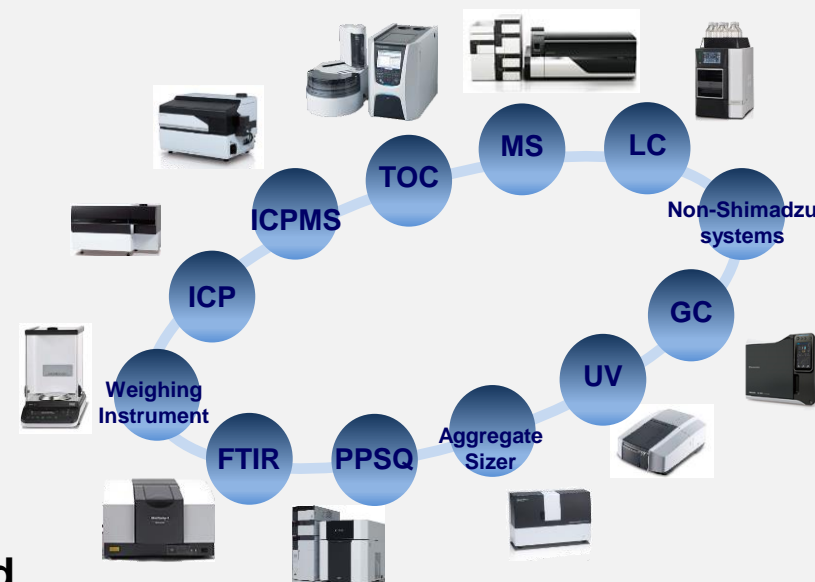 MS
LC
TOC
ICPMS
Non-Shimadzu
systems
ICP
GC
UV
Weighing
Instrument
Aggregate
Sizer
FTIR
PPSQ
d